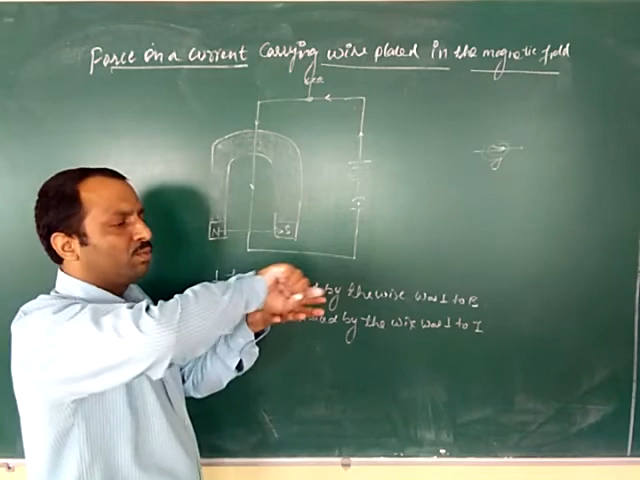 Force on a current carrying wire placed in the magnetic field
N
S
by the wire was ⊥ to B
by the wire was ⊥ to I